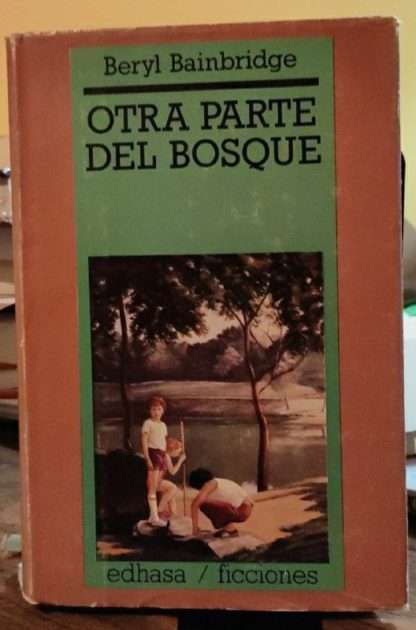 Beryl Bainbridge
OTRA PARTE
DEL BOSQUE
edhasa / ficciones